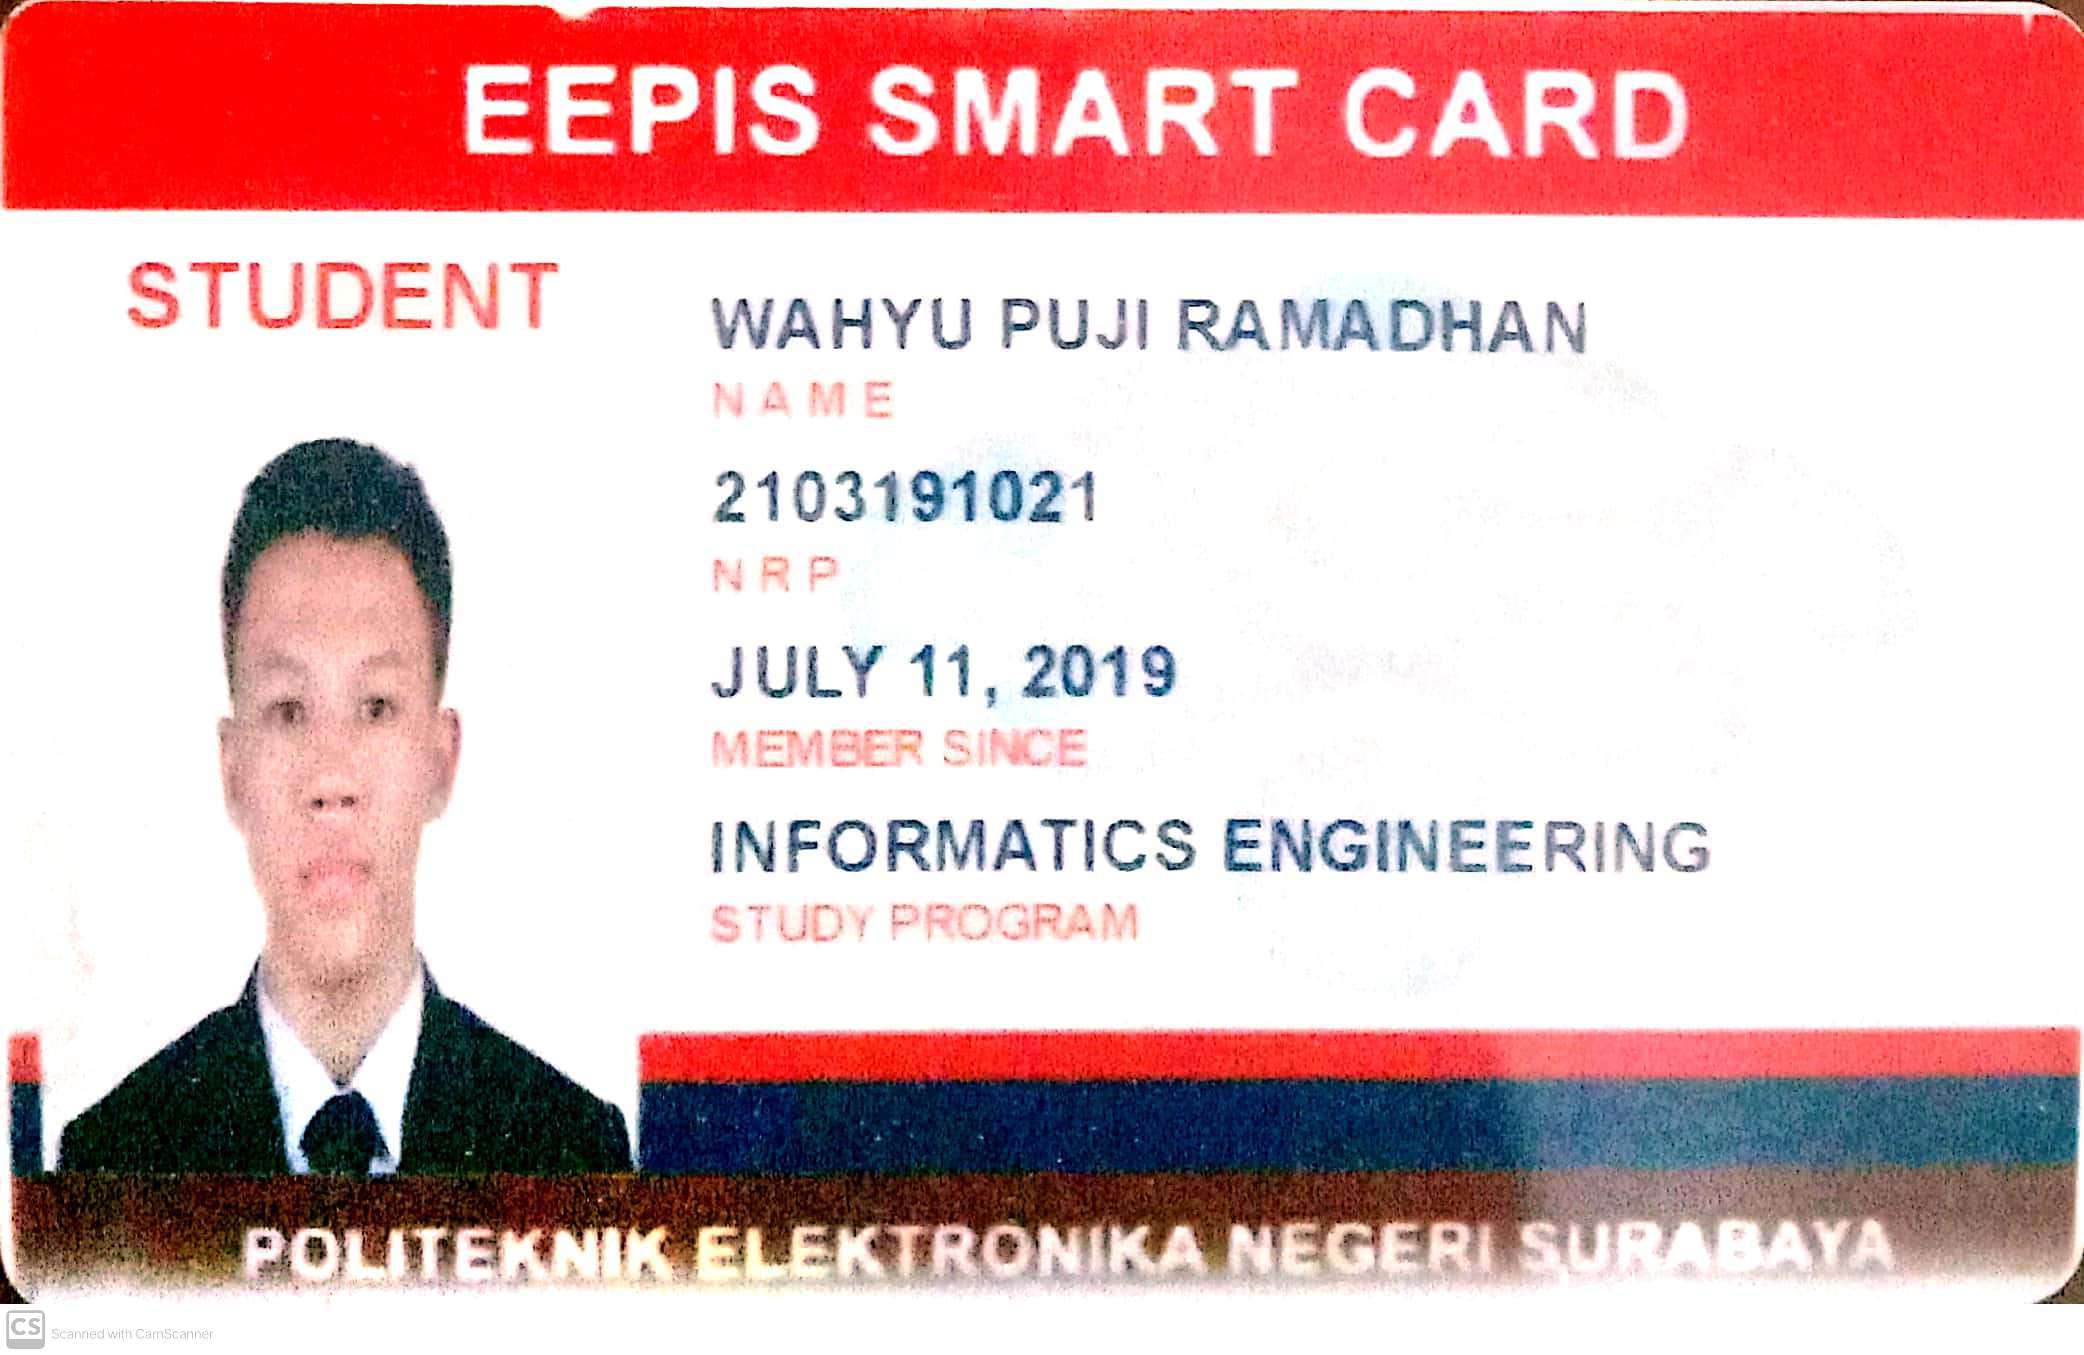 EEPIS SMART CARD
STUDENT
WAHYU PUJI RAMADHAN
NAME
2103191021
NRP
JULY 11, 2019
MEMBER SINCE
INFORMATICS ENGINEERING
STUDY PROGRAM
POLITEKNIK ELEKTRONIKA NEGERI SURABAYA
CS Scanned with CamScanner